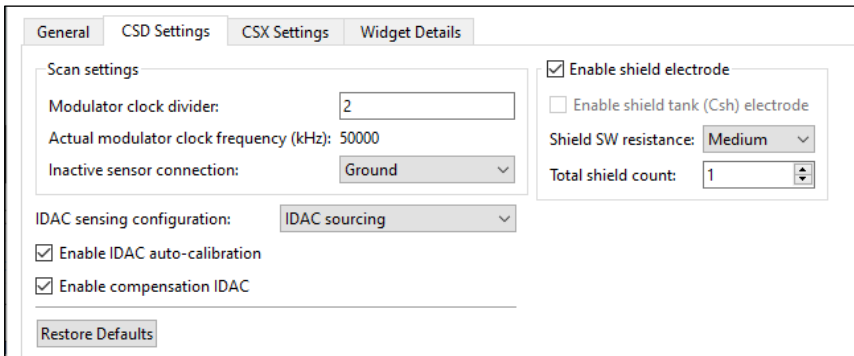 General CSD Settings CSX Settings Widget Details
Scan settings
Modulator clock divider: 2
Actual modulator clock frequency (kHz): 50000
Inactive sensor connection: Ground
IDAC sensing configuration: IDAC sourcing
Enable IDAC auto-calibration
Enable compensation IDAC
Restore Defaults
Enable shield electrode
Enable shield tank (Csh) electrode
Shield SW resistance: Medium
Total shield count: 1